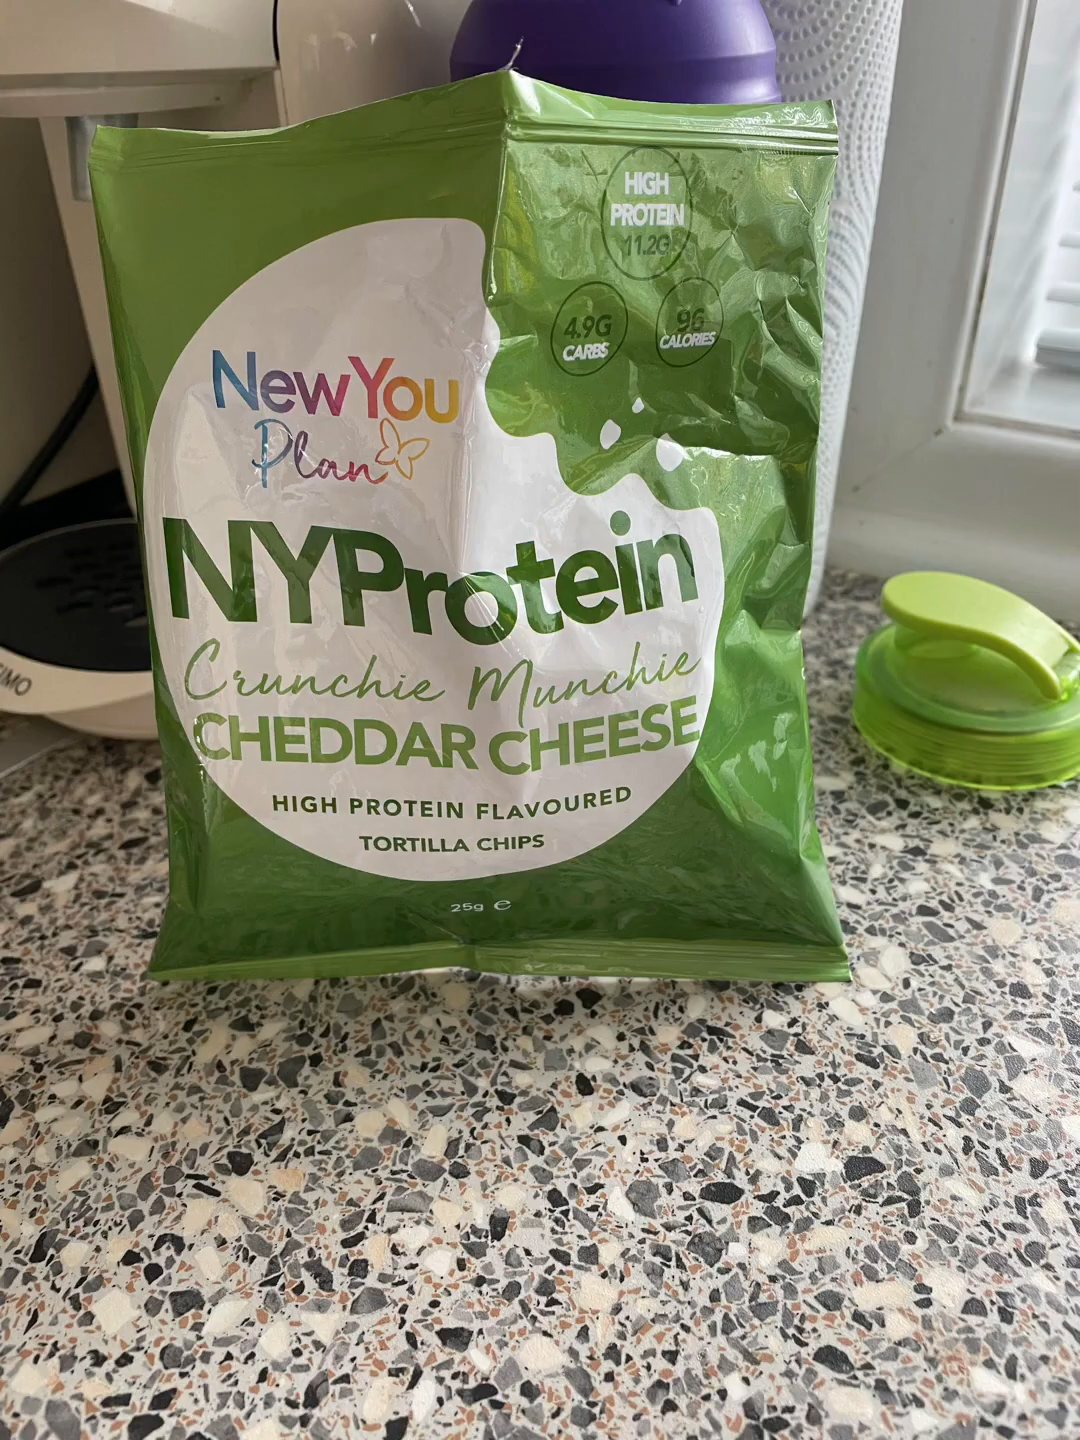 HIGH
PROTEIN
11.2G
4.9G
CARBS
96
CALORIES
NewYou
Plan
NYProtein
Crunchie Munchie
CHEDDAR CHEESE
HIGH PROTEIN FLAVOURED
TORTILLA CHIPS
25g ℮